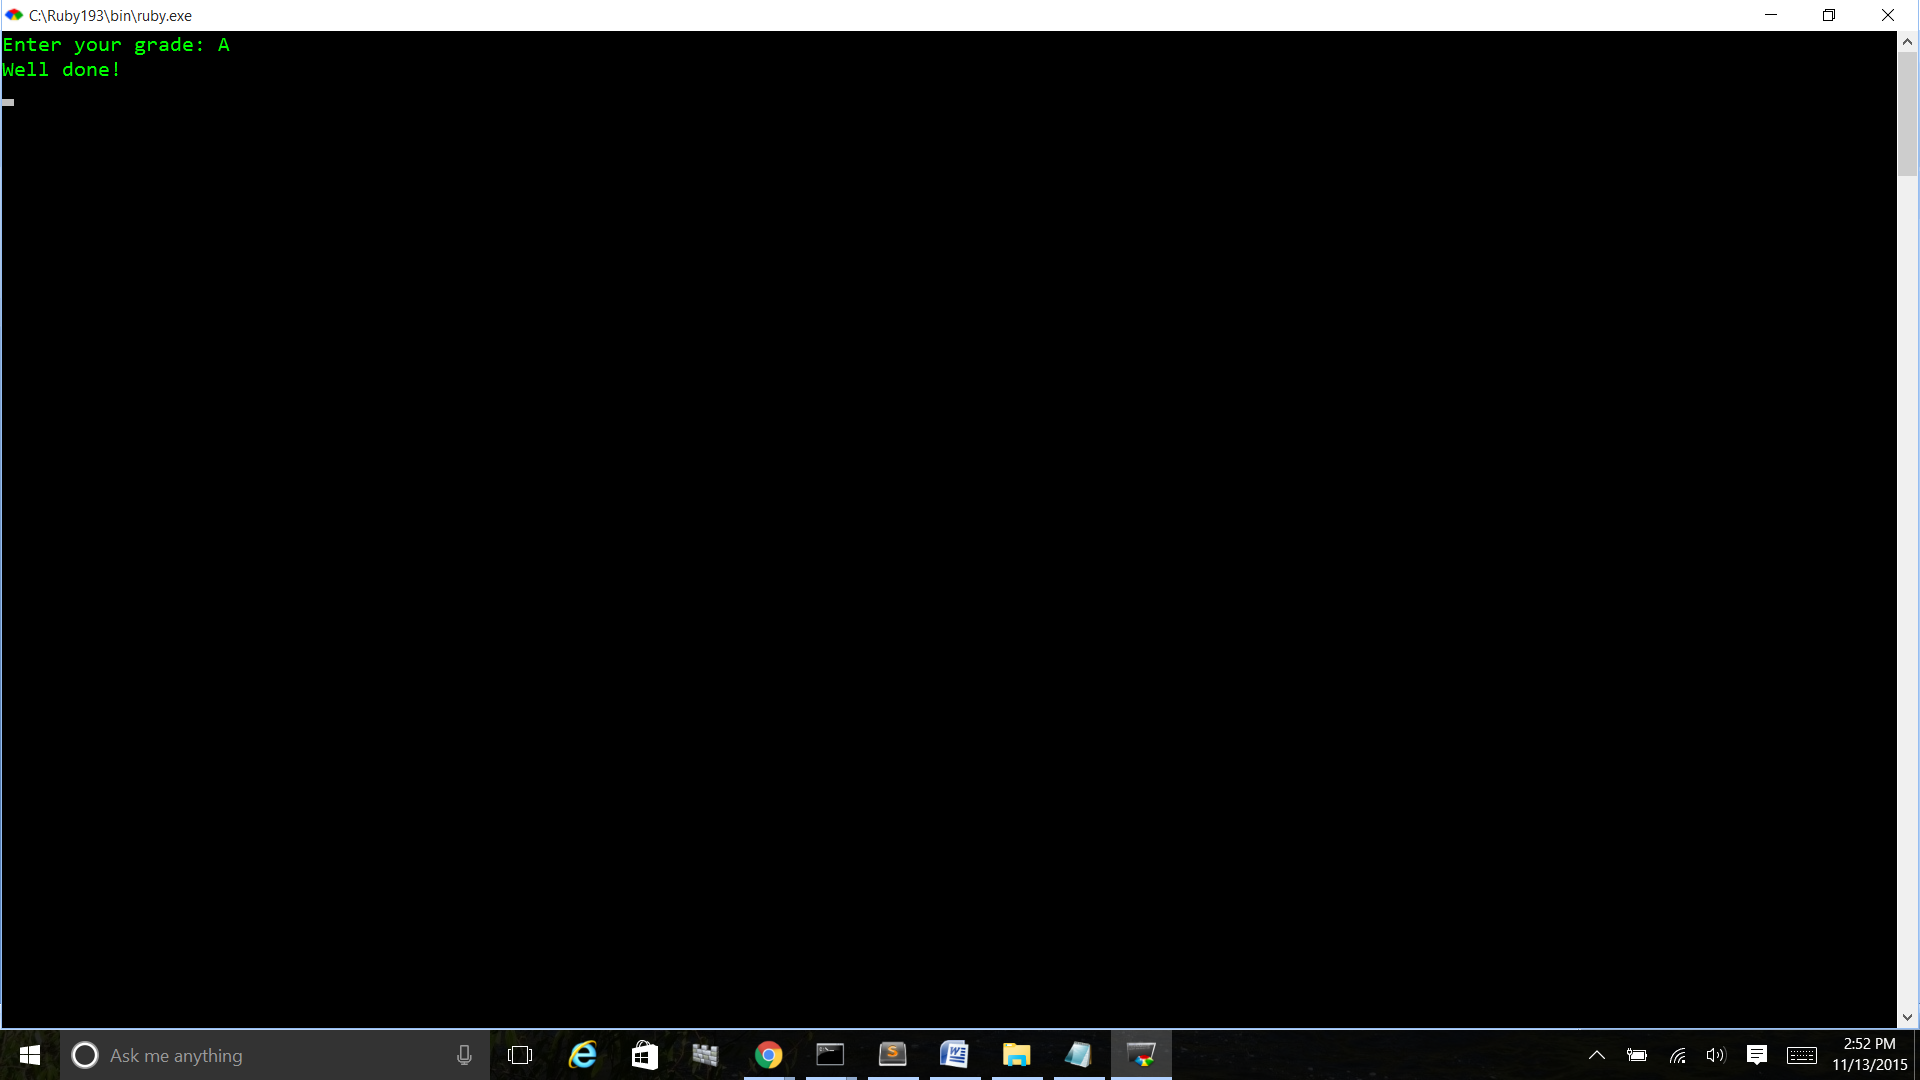 C:\Ruby193\bin\ruby.exe
Enter your grade: A
Well done!
Ask me anything
2:52 PM
11/13/2015